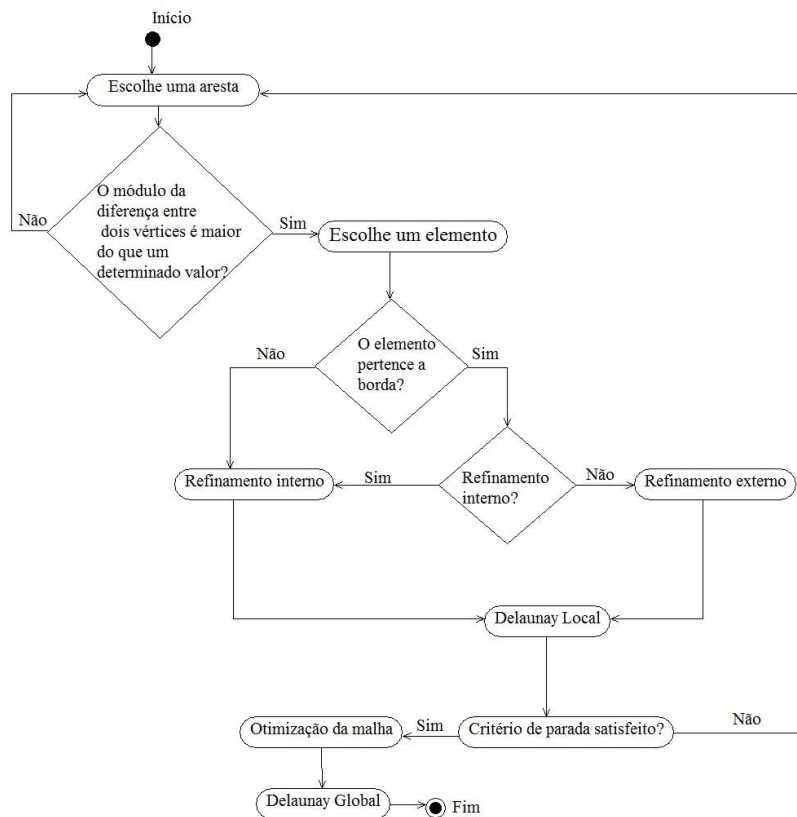 Início
Escolhe uma aresta
O módulo da
diferença entre
dois vértices é maior
do que um
determinado valor?
Não
Sim
Escolhe um elemento
O elemento
pertence a
borda?
Não
Sim
Refinamento interno
Sim
Refinamento
interno?
Não
Refinamento externo
Delaunay Local
Otimização da malha
Sim
Critério de parada satisfeito?
Não
Delaunay Global
Fim